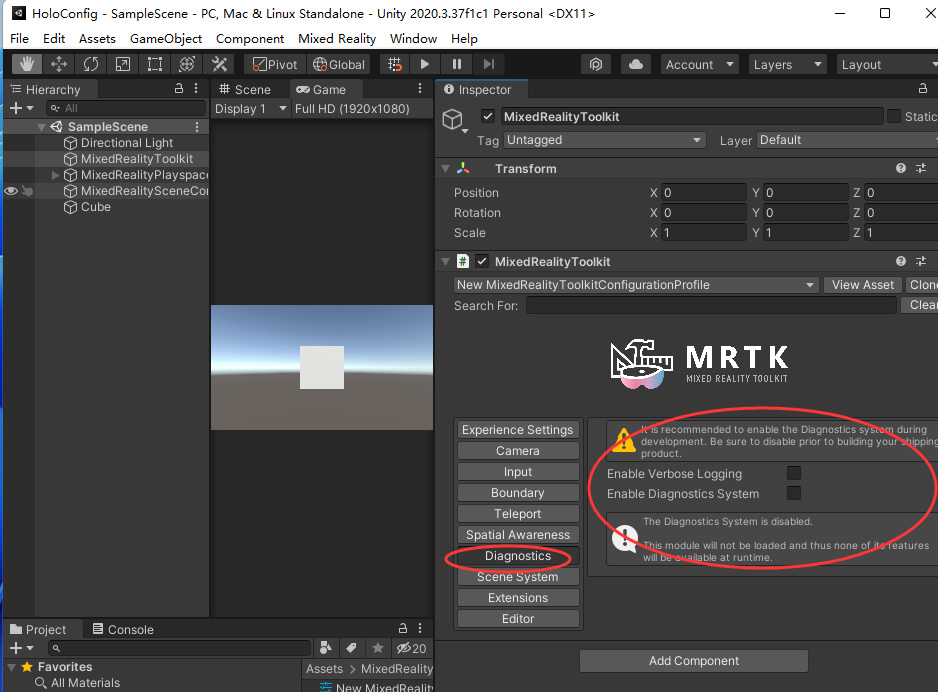 HoloConfig - SampleScene - PC, Mac & Linux Standalone - Unity 2020.3.37f1c1 Personal <DX11>
File Edit Assets GameObject Component Mixed Reality Window Help
Pivot Global Account Layers Layout
Hierarchy
All
SampleScene
Directional Light
MixedRealityToolkit
MixedRealityPlayspace
MixedRealitySceneCo
Cube
Scene Game
Display 1 Full HD (1920x1080)
Inspector
MixedRealityToolkit Static
Tag Untagged Layer Default
Transform
Position X 0 Y 0 Z 0
Rotation X 0 Y 0 Z 0
Scale X 1 Y 1 Z 1
# MixedRealityToolkit
New MixedRealityToolkitConfigurationProfile View Asset Clone
Search For: Clear
MRTK
MIXED REALITY TOOLKIT
Experience Settings
Camera
Input
Boundary
Teleport
Spatial Awareness
Diagnostics
Scene System
Extensions
Editor
It is recommended to enable the Diagnostics system during
development. Be sure to disable prior to building your shipping
product.
Enable Verbose Logging
Enable Diagnostics System
The Diagnostics System is disabled.
This module will not be loaded and thus none of its features
will be available at runtime.
Add Component
Project Console
20
Favorites
All Materials
Assets > MixedReality
New MixedRealit